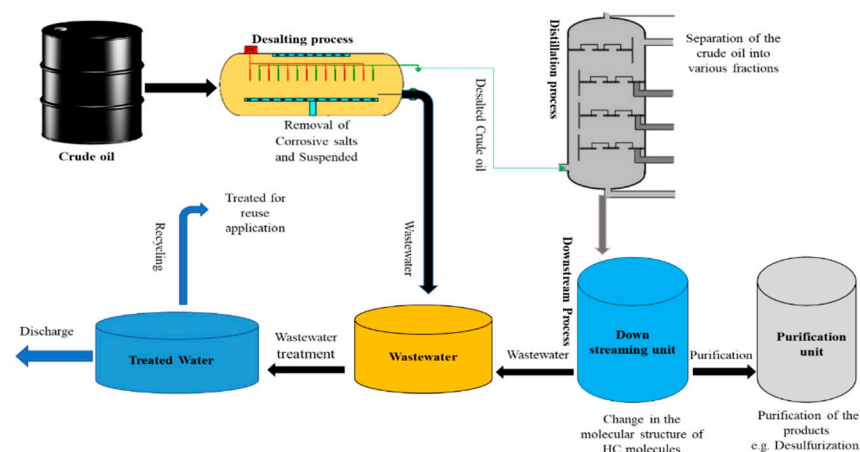 Desalting process
Crude oil
Removal of
Corrosive salts
and Suspended
Desalted Crude oil
Distillation process
Separation of the
crude oil into
various fractions
Treated for
reuse
application
Recycling
Wastewater
Downstream Process
Discharge
Treated Water
Wastewater
treatment
Wastewater
Wastewater
Down
streaming unit
Purification
Purification
unit
Change in the
molecular structure of
HC molecules
Purification of the
products
e.g. Desulfurization